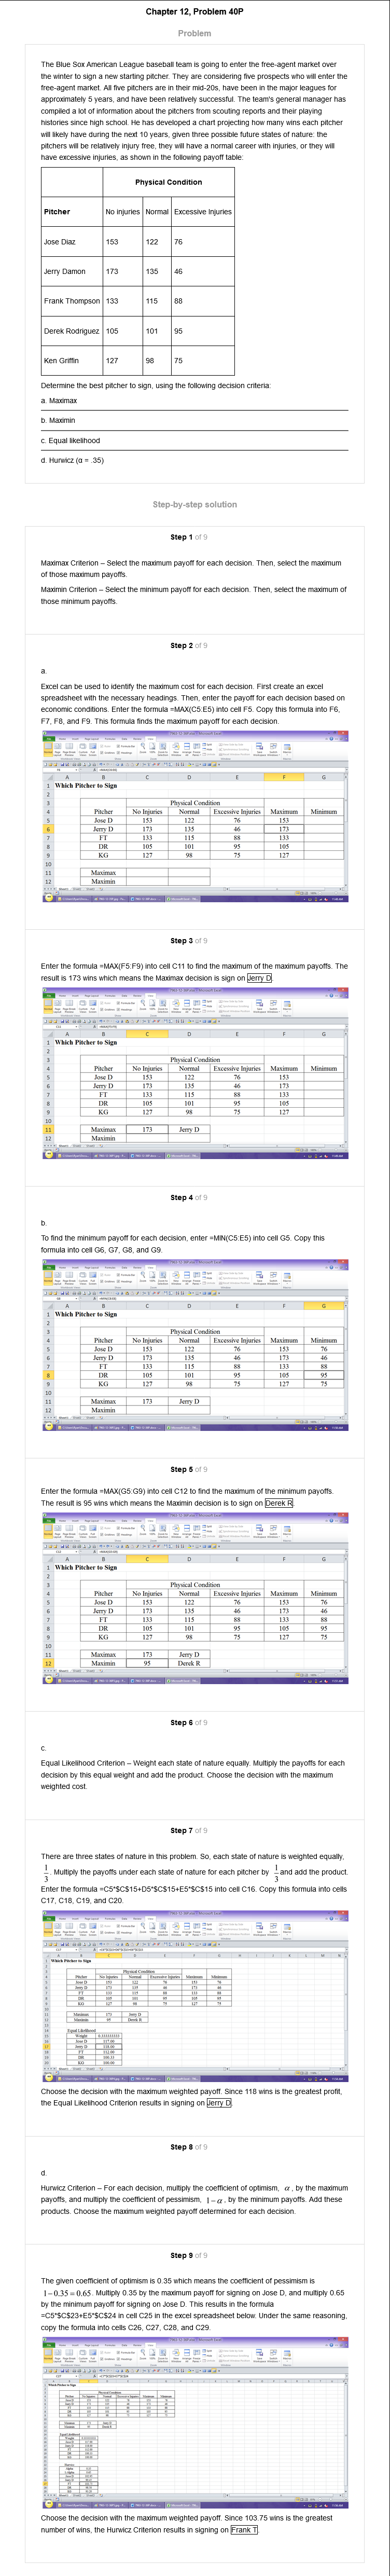 Chapter 12, Problem 40P
Problem
The Blue Sox American League baseball team is going to enter the free-agent market over
the winter to sign a new starting pitcher. They are considering five prospects who will enter the
free-agent market. All five pitchers are in their mid-20s, have been in the major leagues for
approximately 5 years, and have been relatively successful. The team's general manager has
compiled a lot of information about the pitchers from scouting reports and their playing
histories since high school. He has developed a chart projecting how many wins each pitcher
will likely have during the next 10 years, given three possible future states of nature: the
pitchers will be relatively injury free, they will have a normal career with injuries, or they will
have excessive injuries, as shown in the following payoff table:
Physical Condition
Pitcher No injuries Normal Excessive Injuries
Jose Diaz 153 122 76
Jerry Damon 173 135 46
Frank Thompson 133 115 88
Derek Rodriguez 105 101 95
Ken Griffin 127 98 75
Determine the best pitcher to sign, using the following decision criteria:
a. Maximax
b. Maximin
c. Equal likelihood
d. Hurwicz (α = .35)
Step-by-step solution
Step 1 of 9
Maximax Criterion – Select the maximum payoff for each decision. Then, select the maximum
of those maximum payoffs.
Maximin Criterion – Select the minimum payoff for each decision. Then, select the maximum of
those minimum payoffs.
Step 2 of 9
a.
Excel can be used to identify the maximum cost for each decision. First create an excel
spreadsheet with the necessary headings. Then, enter the payoff for each decision based on
economic conditions. Enter the formula =MAX(C5:E5) into cell F5. Copy this formula into F6,
F7, F8, and F9. This formula finds the maximum payoff for each decision.
A B C D E F G
1 Which Pitcher to Sign
2
3 Physical Condition
4 Pitcher No Injuries Normal Excessive Injuries Maximum Minimum
5 Jose D 153 122 76 153
6 Jerry D 173 135 46 173
7 FT 133 115 88 133
8 DR 105 101 95 105
9 KG 127 98 75 127
10
11 Maximax
12 Maximin
Step 3 of 9
Enter the formula =MAX(F5:F9) into cell C11 to find the maximum of the maximum payoffs. The
result is 173 wins which means the Maximax decision is sign on Jerry D.
A B C D E F G
1 Which Pitcher to Sign
2
3 Physical Condition
4 Pitcher No Injuries Normal Excessive Injuries Maximum Minimum
5 Jose D 153 122 76 153
6 Jerry D 173 135 46 173
7 FT 133 115 88 133
8 DR 105 101 95 105
9 KG 127 98 75 127
10
11 Maximax 173 Jerry D
12 Maximin
Step 4 of 9
b.
To find the minimum payoff for each decision, enter =MIN(C5:E5) into cell G5. Copy this
formula into cell G6, G7, G8, and G9.
A B C D E F G
1 Which Pitcher to Sign
2
3 Physical Condition
4 Pitcher No Injuries Normal Excessive Injuries Maximum Minimum
5 Jose D 153 122 76 153 76
6 Jerry D 173 135 46 173 46
7 FT 133 115 88 133 88
8 DR 105 101 95 105 95
9 KG 127 98 75 127 75
10
11 Maximax 173 Jerry D
12 Maximin
Step 5 of 9
Enter the formula =MAX(G5:G9) into cell C12 to find the maximum of the minimum payoffs.
The result is 95 wins which means the Maximin decision is to sign on Derek R.
A B C D E F G
1 Which Pitcher to Sign
2
3 Physical Condition
4 Pitcher No Injuries Normal Excessive Injuries Maximum Minimum
5 Jose D 153 122 76 153 76
6 Jerry D 173 135 46 173 46
7 FT 133 115 88 133 88
8 DR 105 101 95 105 95
9 KG 127 98 75 127 75
10
11 Maximax 173 Jerry D
12 Maximin 95 Derek R
Step 6 of 9
c.
Equal Likelihood Criterion – Weight each state of nature equally. Multiply the payoffs for each
decision by this equal weight and add the product. Choose the decision with the maximum
weighted cost.
Step 7 of 9
There are three states of nature in this problem. So, each state of nature is weighted equally,
1/3. Multiply the payoffs under each state of nature for each pitcher by 1/3 and add the product.
Enter the formula =C5*$C$15+D5*$C$15+E5*$C$15 into cell C16. Copy this formula into cells
C17, C18, C19, and C20.
Which Pitcher to Sign
Physical Condition
Pitcher No Injuries Normal Excessive Injuries Maximum Minimum
Jose D 153 122 76 153 76
Jerry D 173 135 46 173 46
FT 133 115 88 133 88
DR 105 101 95 105 95
KG 127 98 75 127 75
Maximax 173 Jerry D
Maximin 95 Derek R
Equal Likelihood
Weight 0.333333333
Jose D 117.00
Jerry D 118.00
FT 112.00
DR 100.33
KG 100.00
Choose the decision with the maximum weighted payoff. Since 118 wins is the greatest profit,
the Equal Likelihood Criterion results in signing on Jerry D.
Step 8 of 9
d.
Hurwicz Criterion – For each decision, multiply the coefficient of optimism, α, by the maximum
payoffs, and multiply the coefficient of pessimism, 1−α, by the minimum payoffs. Add these
products. Choose the maximum weighted payoff determined for each decision.
Step 9 of 9
The given coefficient of optimism is 0.35 which means the coefficient of pessimism is
1−0.35=0.65. Multiply 0.35 by the maximum payoff for signing on Jose D, and multiply 0.65
by the minimum payoff for signing on Jose D. This results in the formula
=C5*$C$23+E5*$C$24 in cell C25 in the excel spreadsheet below. Under the same reasoning,
copy the formula into cells C26, C27, C28, and C29.
Choose the decision with the maximum weighted payoff. Since 103.75 wins is the greatest
number of wins, the Hurwicz Criterion results in signing on Frank T.